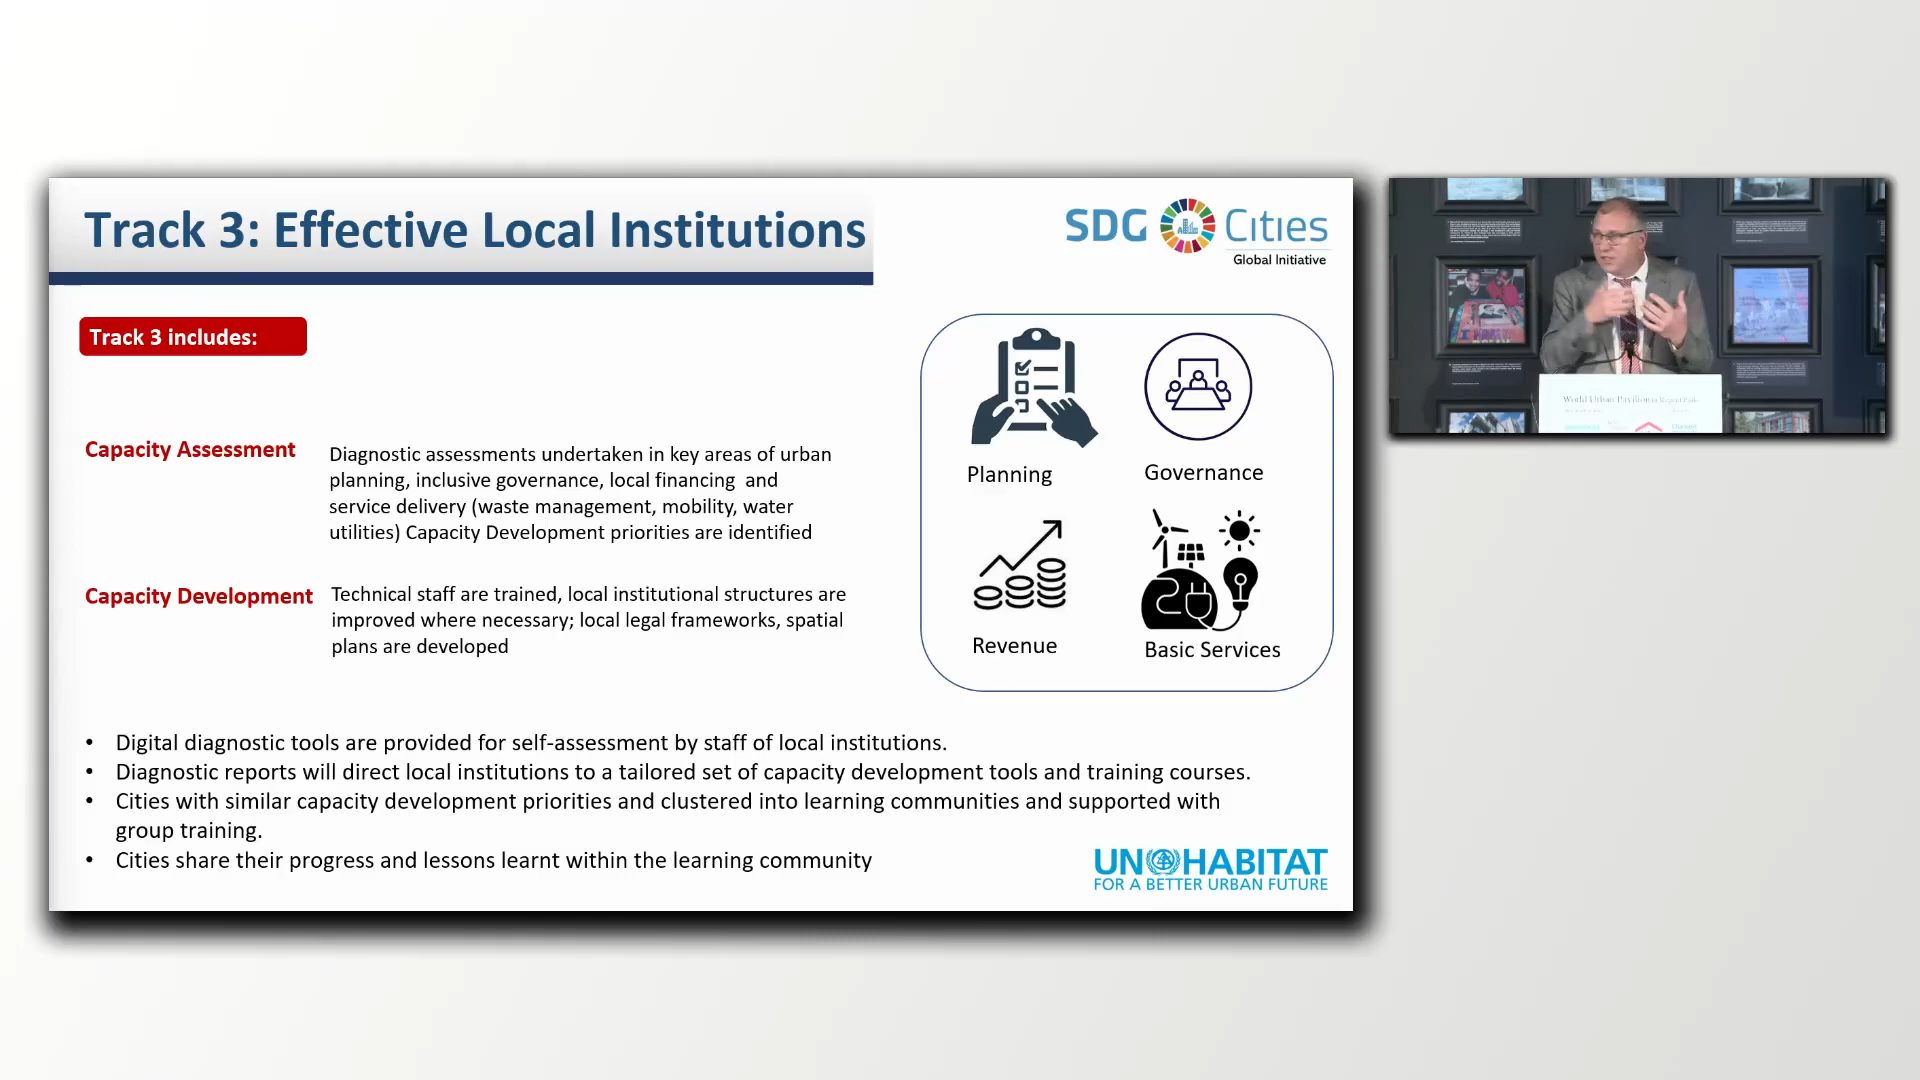 Track 3: Effective Local Institutions
SDG Cities
Global Initiative
Track 3 includes:
Capacity Assessment
Diagnostic assessments undertaken in key areas of urban
planning, inclusive governance, local financing and
service delivery (waste management, mobility, water
utilities) Capacity Development priorities are identified
Capacity Development
Technical staff are trained, local institutional structures are
improved where necessary; local legal frameworks, spatial
plans are developed
Planning
Governance
Revenue
Basic Services
• Digital diagnostic tools are provided for self-assessment by staff of local institutions.
• Diagnostic reports will direct local institutions to a tailored set of capacity development tools and training courses.
• Cities with similar capacity development priorities and clustered into learning communities and supported with
group training.
• Cities share their progress and lessons learnt within the learning community
UN HABITAT
FOR A BETTER URBAN FUTURE
World Urban Pavilion in Regent Park